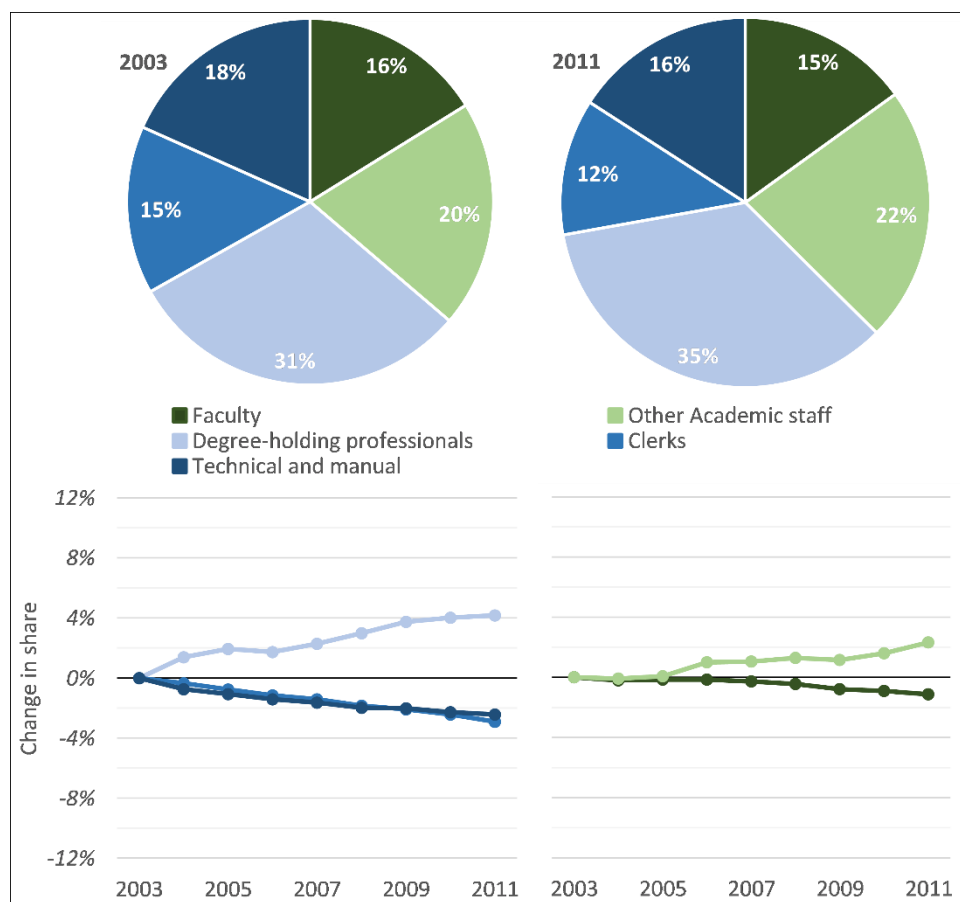 2003
16%
20%
31%
15%
18%
2011
15%
22%
35%
12%
16%
Faculty
Other Academic staff
Degree-holding professionals
Clerks
Technical and manual
Change in share
12%
8%
4%
0%
-4%
-8%
-12%
2003 2005 2007 2009 2011
2003 2005 2007 2009 2011